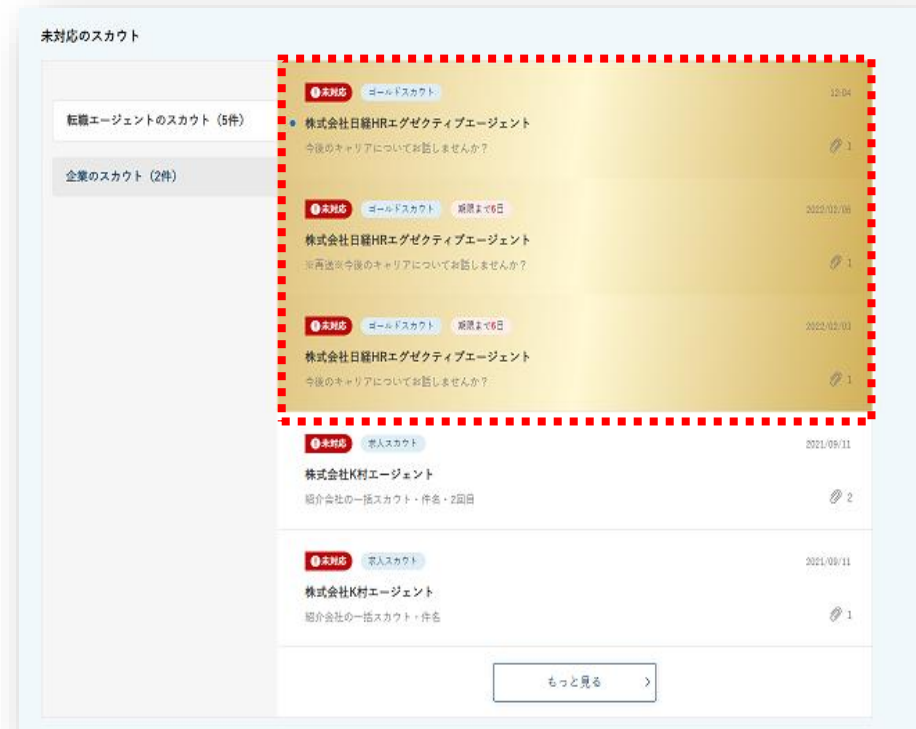 未対応のスカウト
転職エージェントのスカウト（5件）
企業のスカウト（2件）
未対応 ゴールドスカウト 12:04
株式会社日経HRエグゼクティブエージェント
今後のキャリアについてお話しませんか？
1
未対応 ゴールドスカウト 期限まで6日 2022/02/06
株式会社日経HRエグゼクティブエージェント
※再送※今後のキャリアについてお話しませんか？
1
未対応 ゴールドスカウト 期限まで6日 2022/02/03
株式会社日経HRエグゼクティブエージェント
今後のキャリアについてお話しませんか？
1
未対応 求人スカウト 2021/09/11
株式会社K村エージェント
紹介会社の一括スカウト・件名・2回目
2
未対応 求人スカウト 2021/09/11
株式会社K村エージェント
紹介会社の一括スカウト・件名
1
もっと見る